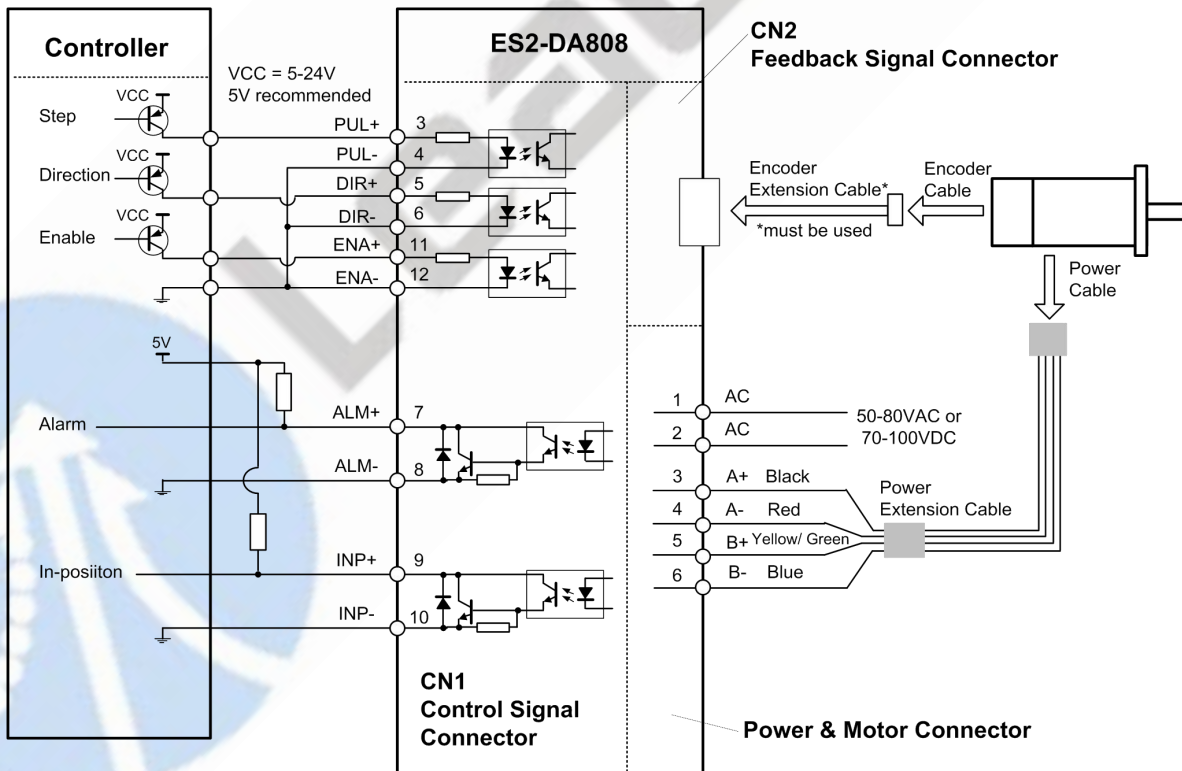 Controller
ES2-DA808
CN2
Feedback Signal Connector
VCC = 5-24V
5V recommended
VCC
Step
PUL+ 3
PUL- 4
VCC
Direction
DIR+ 5
DIR- 6
VCC
Enable
ENA+ 11
ENA- 12
Encoder
Extension Cable*
*must be used
Encoder
Cable
Power
Cable
5V
Alarm
ALM+ 7
ALM- 8
In-posiiton
INP+ 9
INP- 10
1 AC
2 AC
50-80VAC or
70-100VDC
3 A+ Black
4 A- Red
5 B+ Yellow/ Green
6 B- Blue
Power
Extension Cable
CN1
Control Signal
Connector
Power & Motor Connector